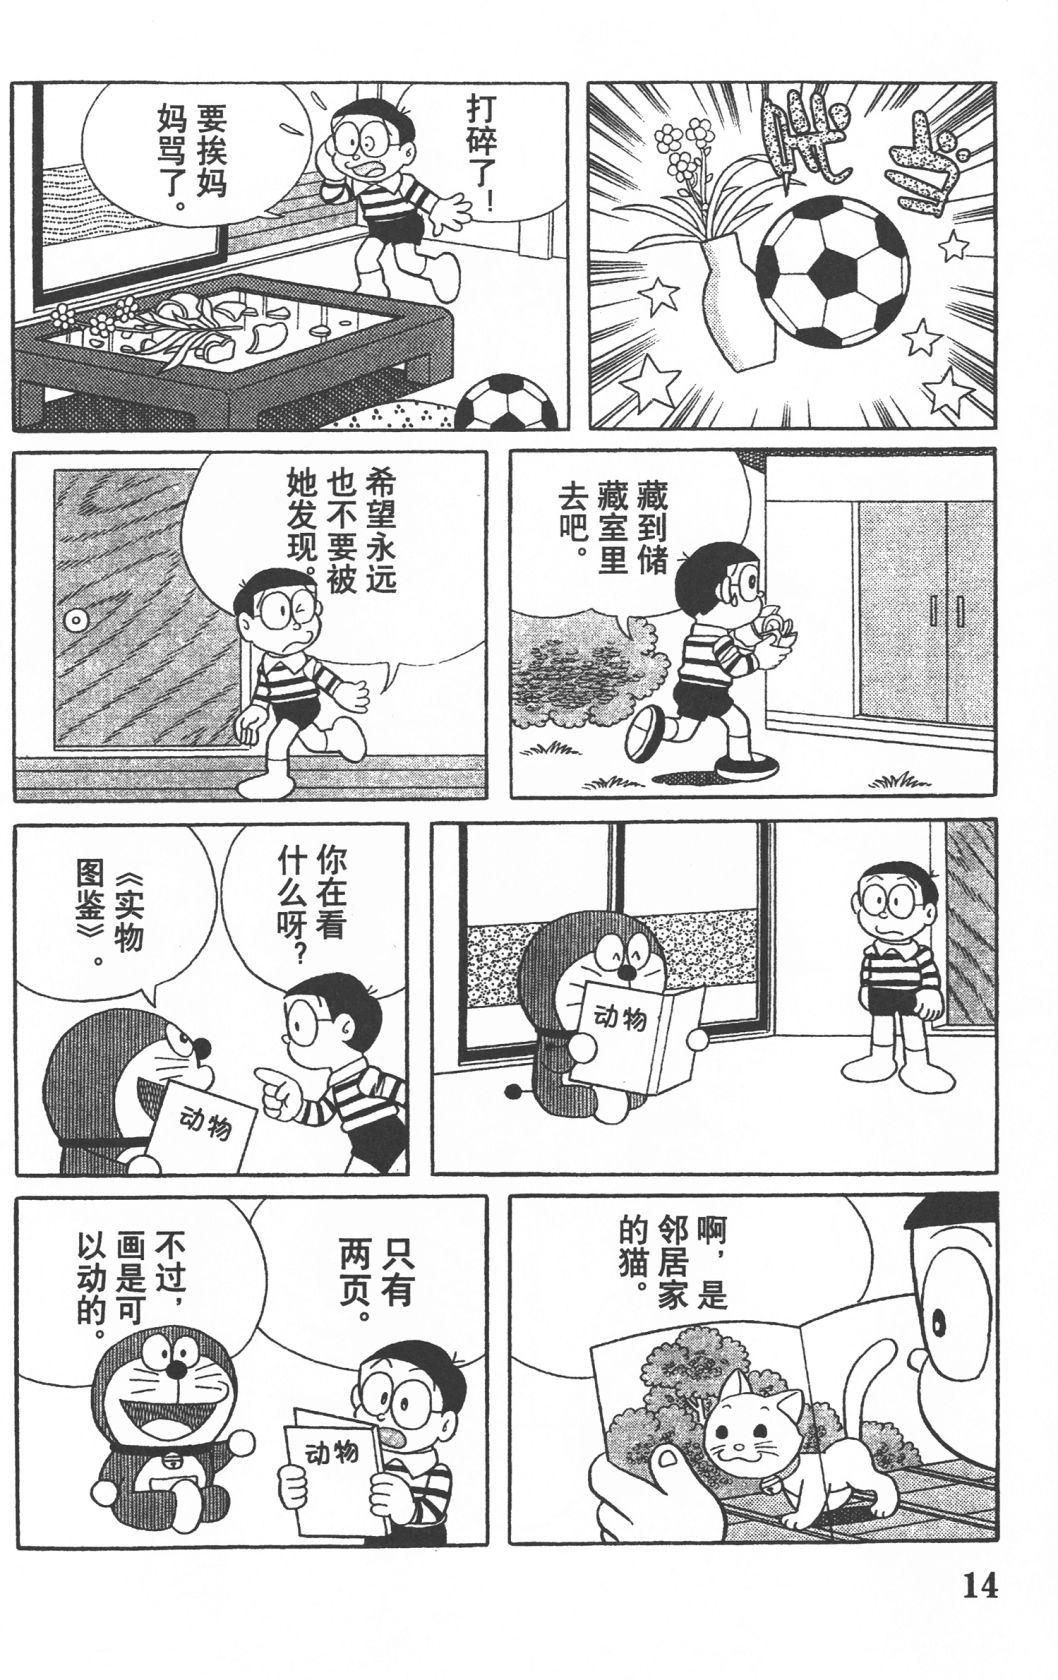 打碎了！
要挨妈
妈骂了。
藏到储
藏室里
去吧。
希望永远
也不要被
她发现。
动物
你在看
什么呀？
《实物
图鉴》。
动物
啊，是
邻居家
的猫。
只有
两页。
不过，
画是可
以动的。
动物
14